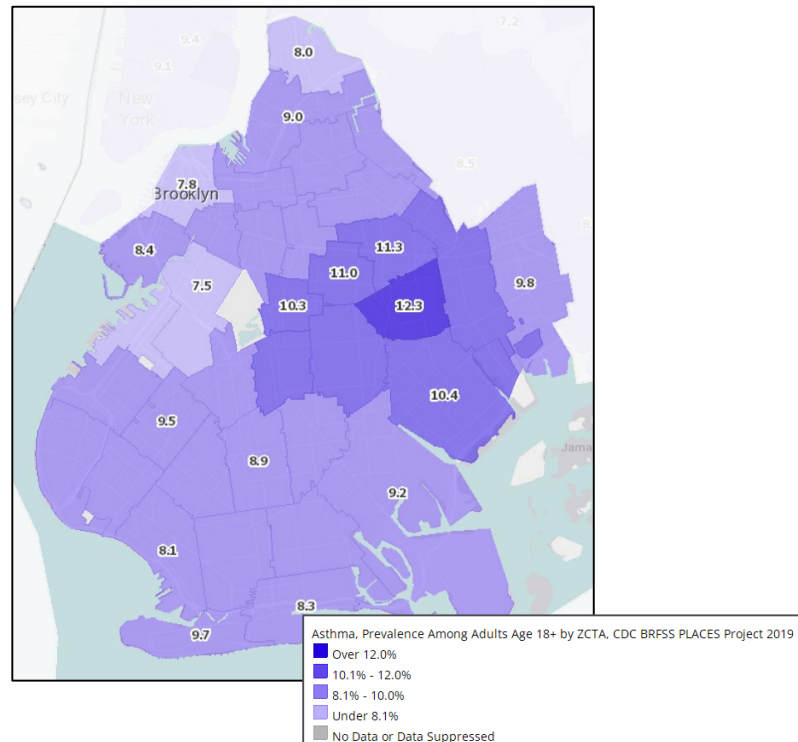 7.2
8.0
9.4
9.1
sey City
New
York
9.0
8.5
7.8
Brooklyn
8.4
11.3
11.0
7.5
9.8
10.3
12.3
10.4
9.5
Jama
8.9
9.2
8.1
8.3
9.7
Asthma, Prevalence Among Adults Age 18+ by ZCTA, CDC BRFSS PLACES Project 2019
Over 12.0%
10.1% - 12.0%
8.1% - 10.0%
Under 8.1%
No Data or Data Suppressed